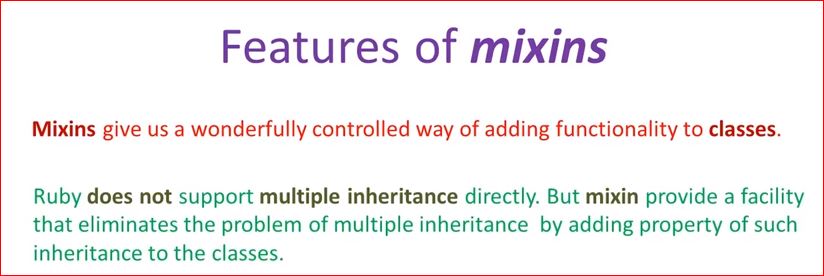 Features of mixins
Mixins give us a wonderfully controlled way of adding functionality to classes.
Ruby does not support multiple inheritance directly. But mixin provide a facility
that eliminates the problem of multiple inheritance by adding property of such
inheritance to the classes.